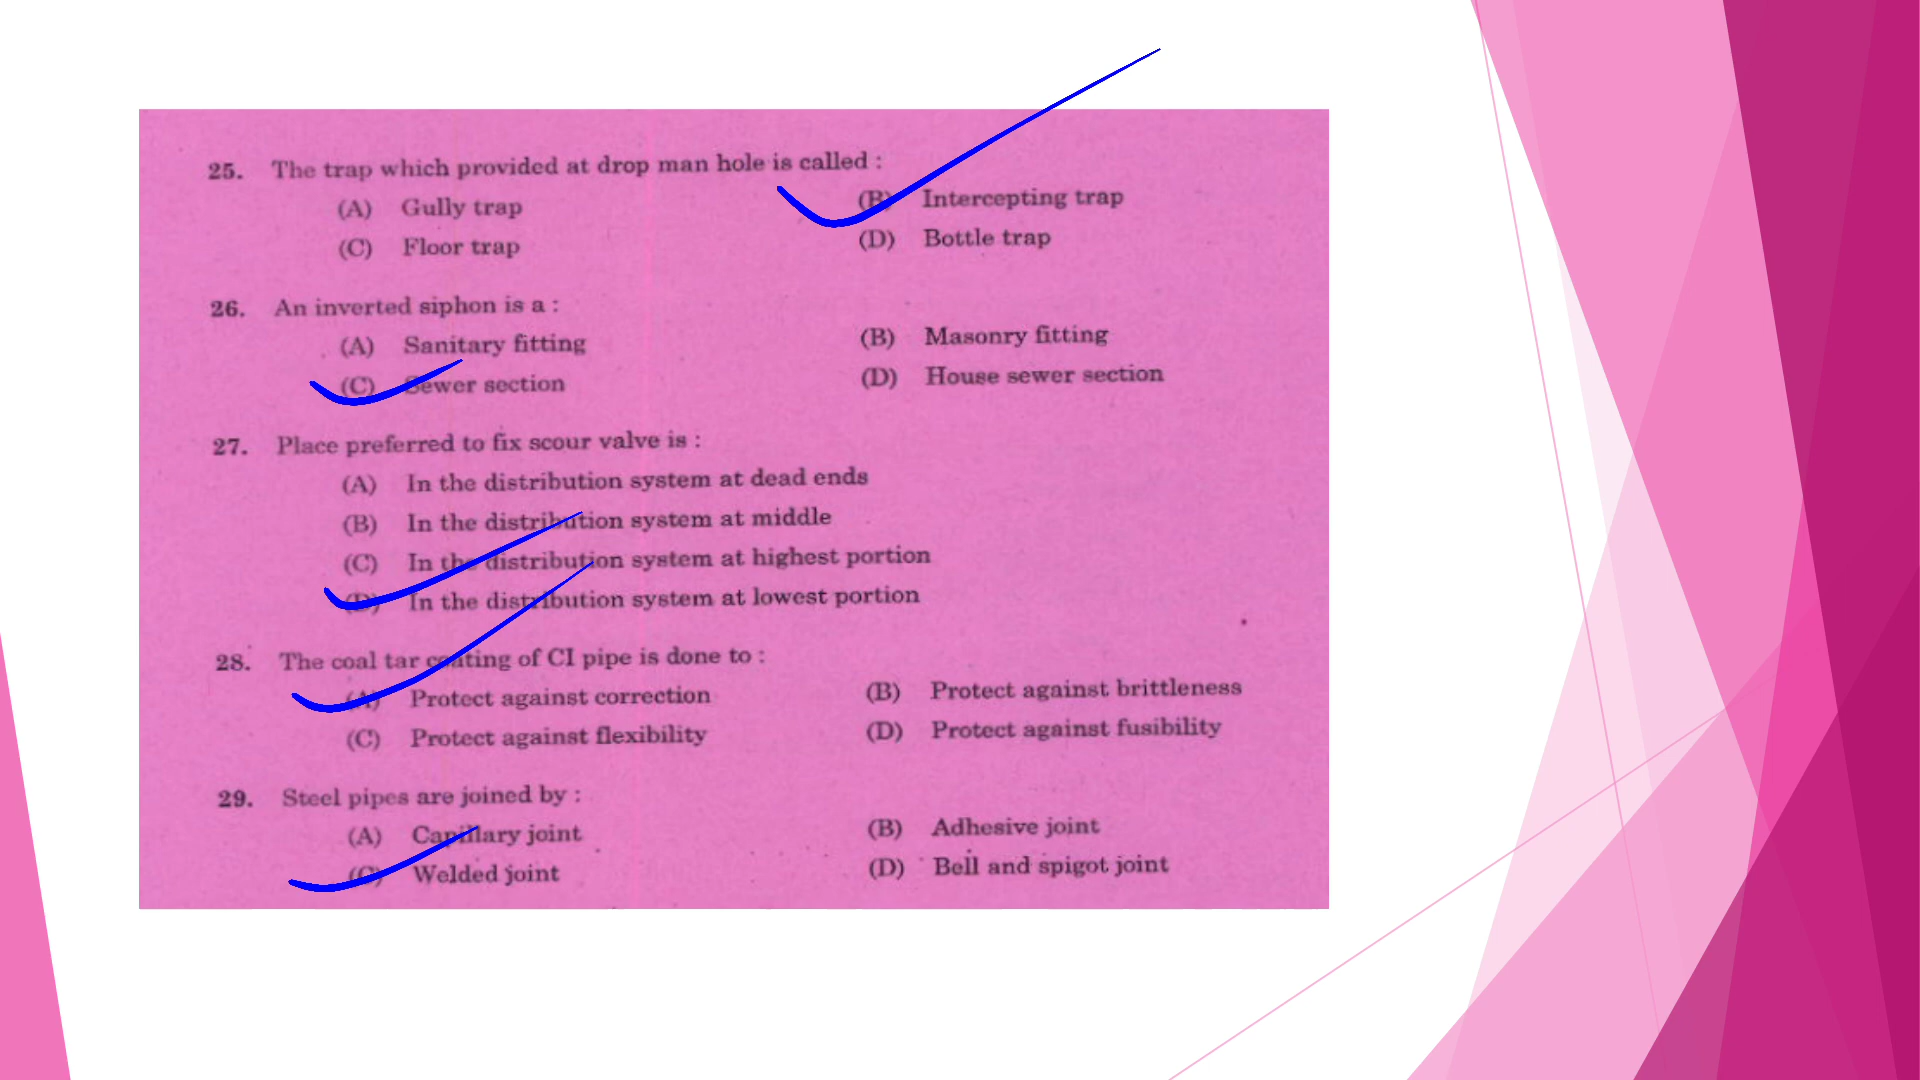 25. The trap which provided at drop man hole is called :
(A) Gully trap (B) Intercepting trap
(C) Floor trap (D) Bottle trap
26. An inverted siphon is a :
(A) Sanitary fitting (B) Masonry fitting
(C) Sewer section (D) House sewer section
27. Place preferred to fix scour valve is :
(A) In the distribution system at dead ends
(B) In the distribution system at middle
(C) In the distribution system at highest portion
(D) In the distribution system at lowest portion
28. The coal tar coating of CI pipe is done to :
(A) Protect against correction (B) Protect against brittleness
(C) Protect against flexibility (D) Protect against fusibility
29. Steel pipes are joined by :
(A) Capillary joint (B) Adhesive joint
(C) Welded joint (D) Bell and spigot joint